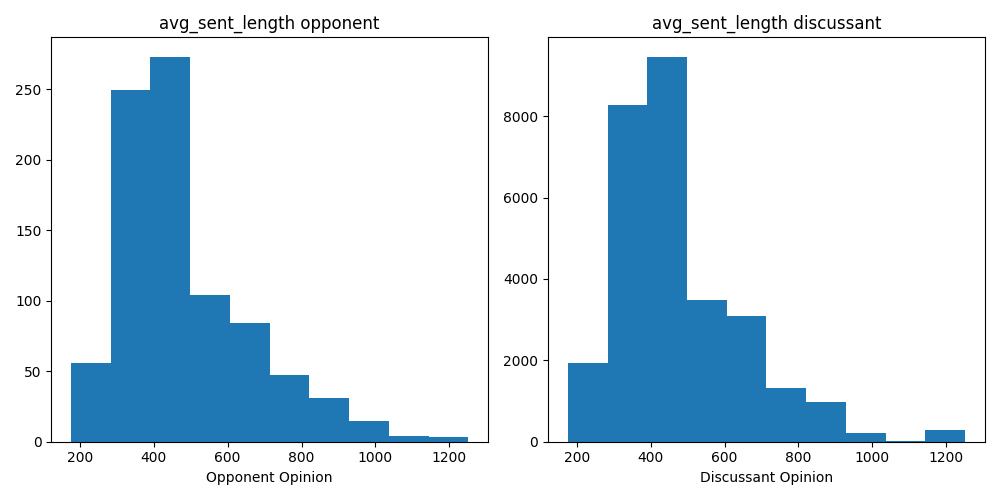 avg_sent_length opponent
250
200
150
100
50
0
200 400 600 800 1000 1200
Opponent Opinion
avg_sent_length discussant
8000
6000
4000
2000
0
200 400 600 800 1000 1200
Discussant Opinion